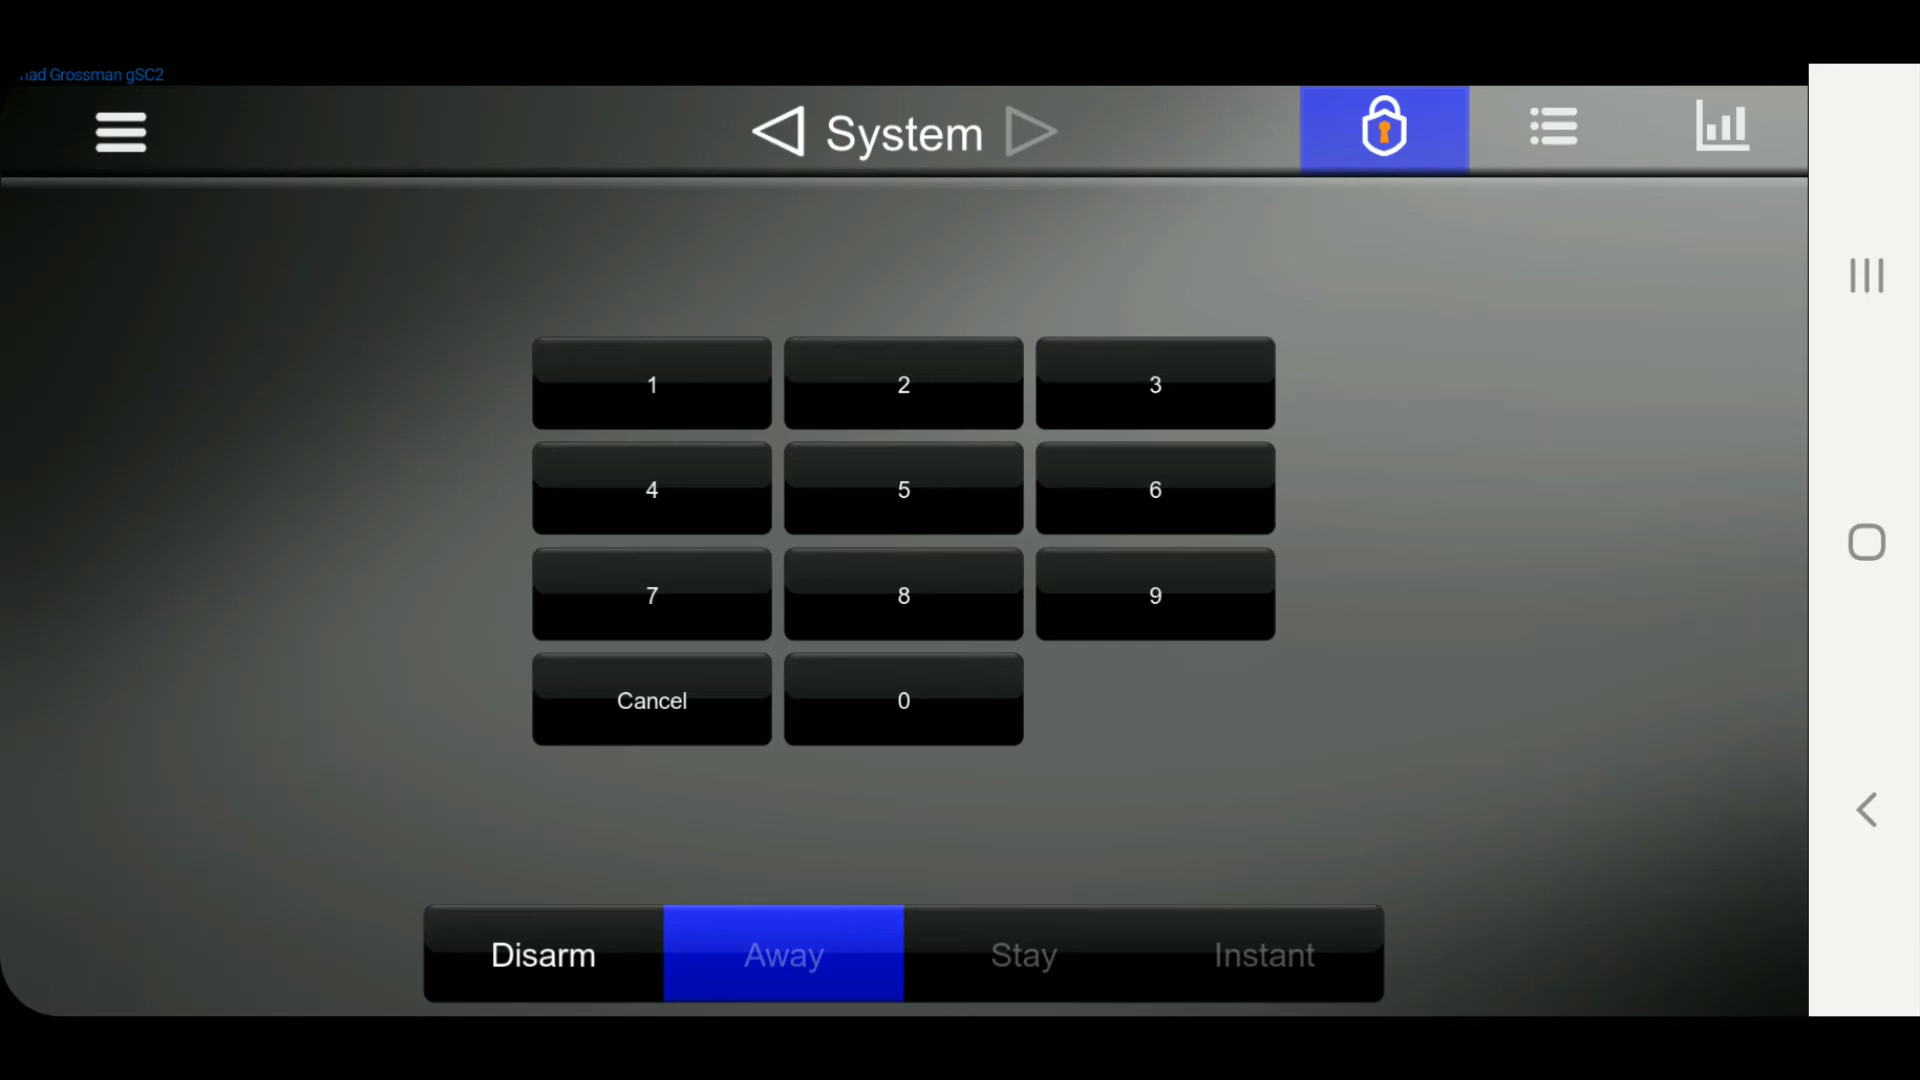 Grossman gSC2
System
1 2 3
4 5 6
7 8 9
Cancel 0
Disarm Away Stay Instant